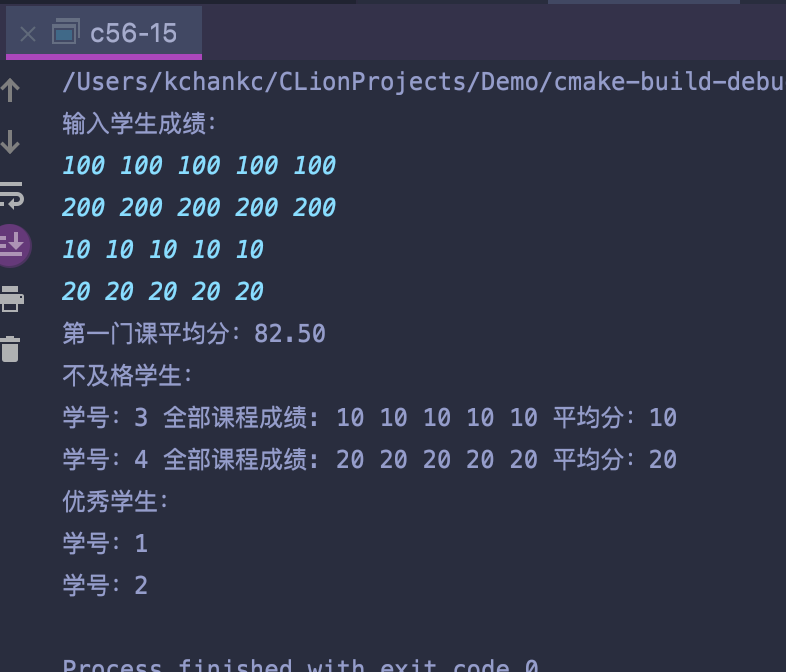 c56-15
/Users/kchankc/CLionProjects/Demo/cmake-build-debu
输入学生成绩:
100 100 100 100 100
200 200 200 200 200
10 10 10 10 10
20 20 20 20 20
第一门课平均分: 82.50
不及格学生:
学号: 3 全部课程成绩: 10 10 10 10 10 平均分: 10
学号: 4 全部课程成绩: 20 20 20 20 20 平均分: 20
优秀学生:
学号: 1
学号: 2
Process finished with exit code 0